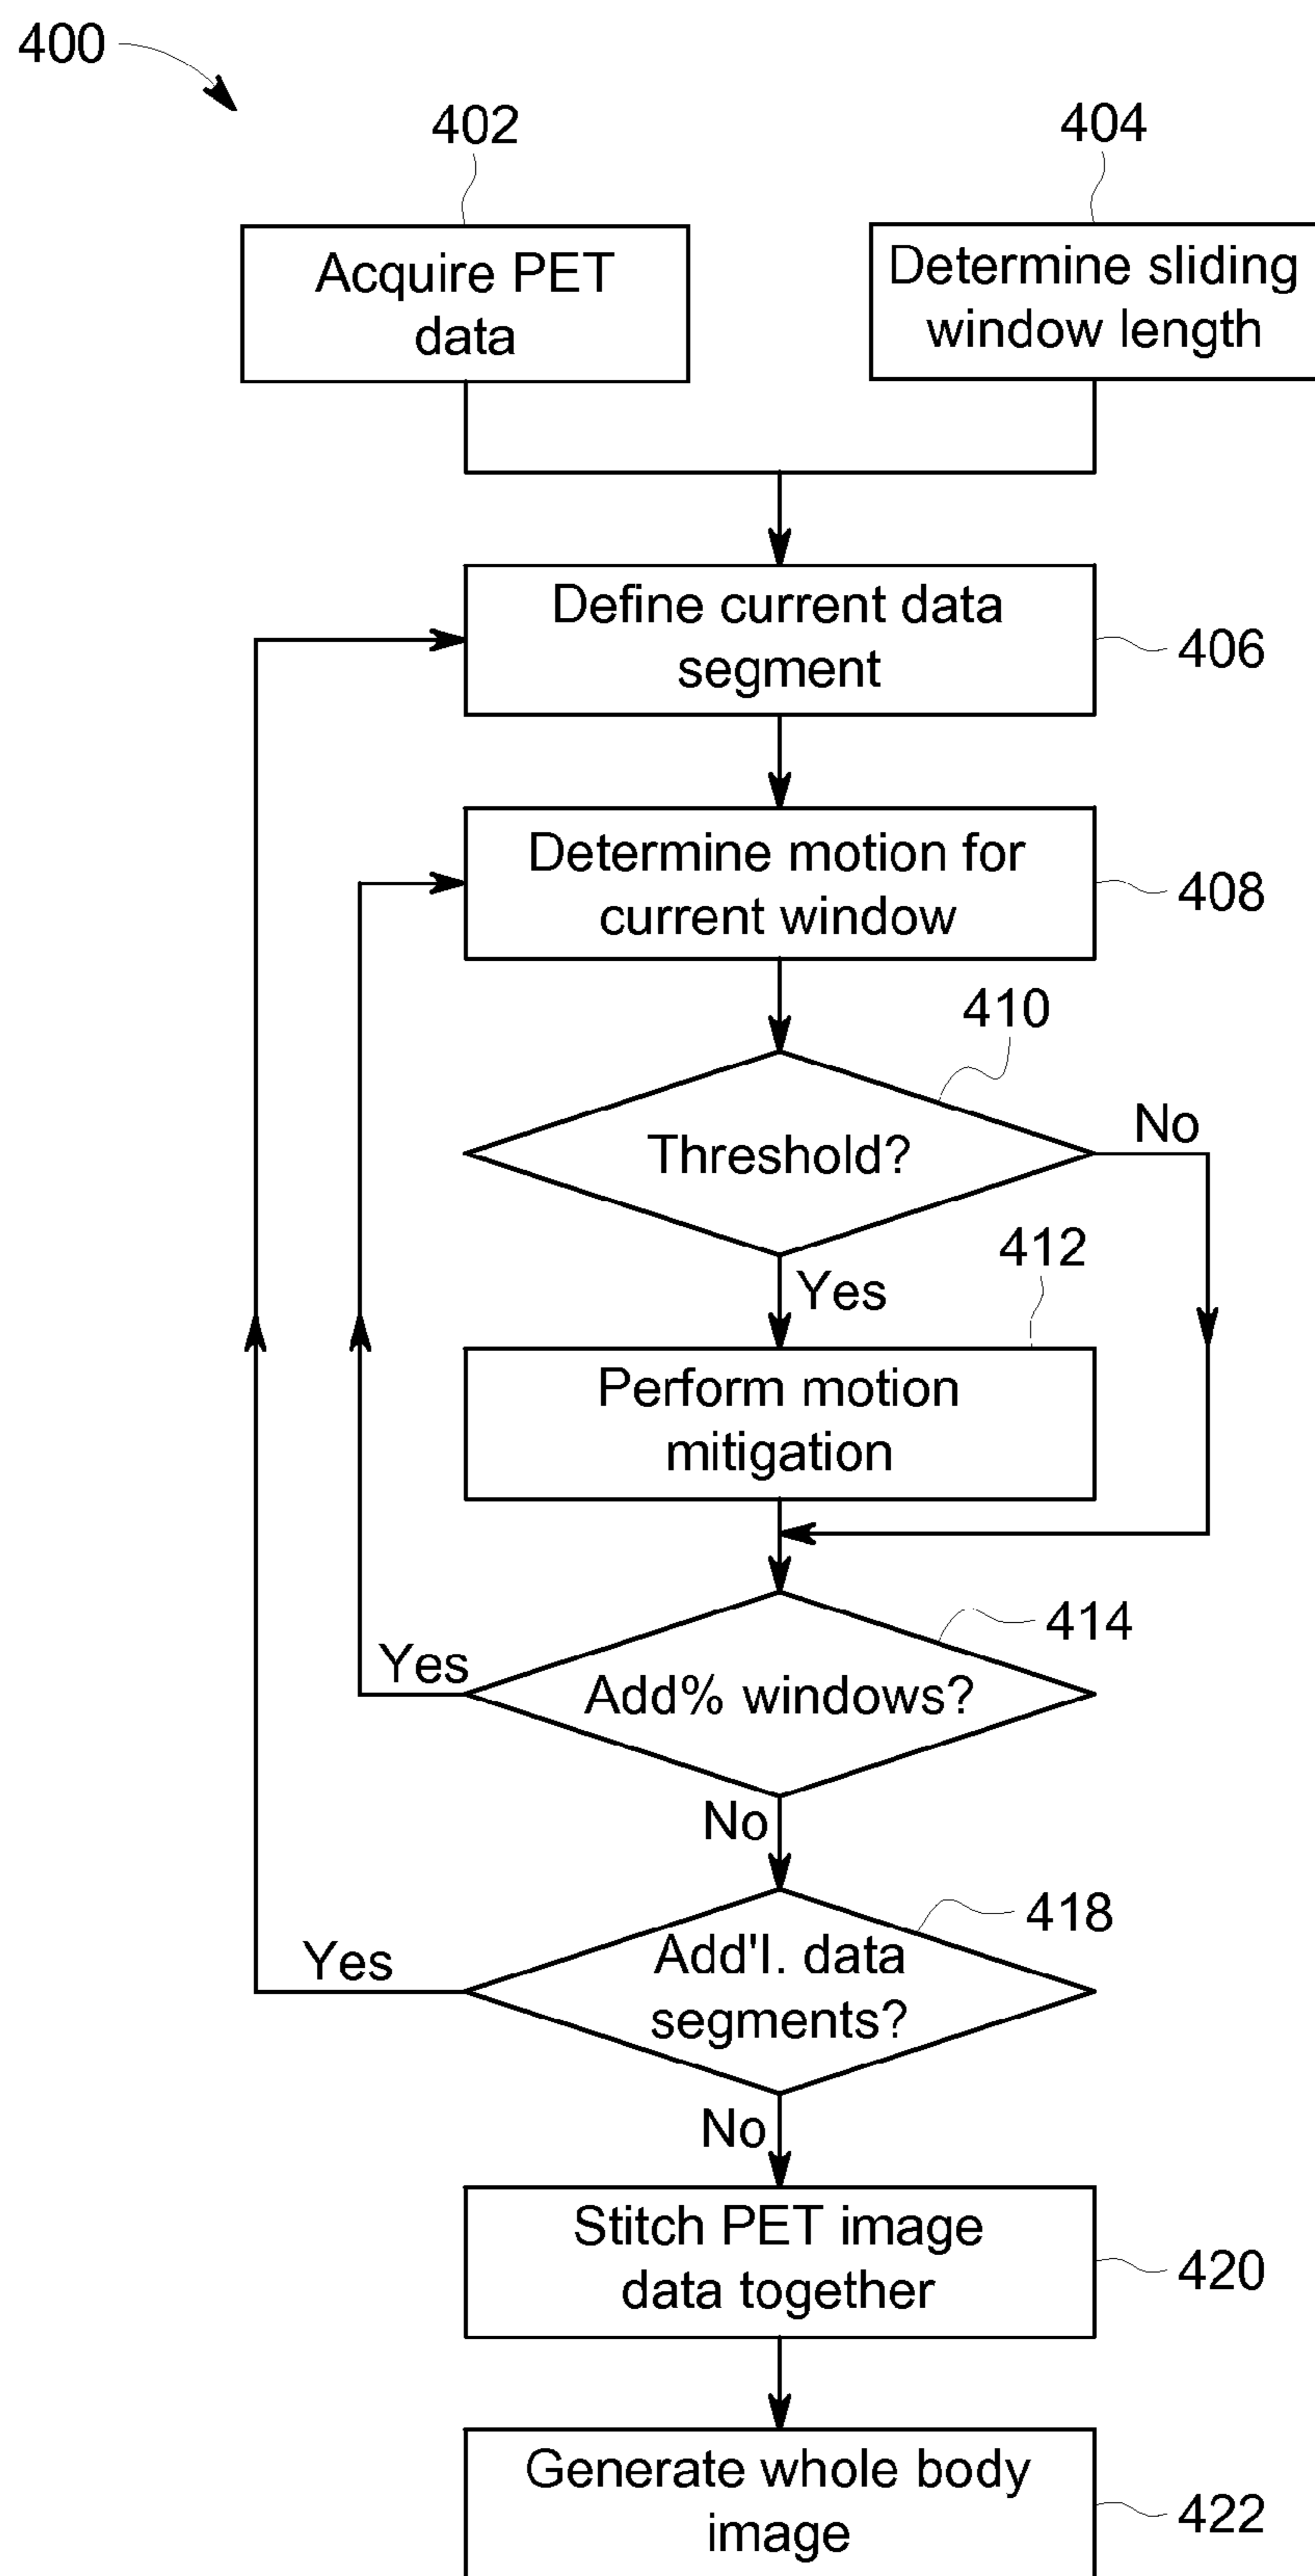 400
402
404
Acquire PET
data
Determine sliding
window length
Define current data
segment
406
Determine motion for
current window
408
410
Threshold?
No
412
Yes
Perform motion
mitigation
414
Yes
Add% windows?
No
418
Yes
Add'l. data
segments?
No
Stitch PET image
data together
420
Generate whole body
image
422